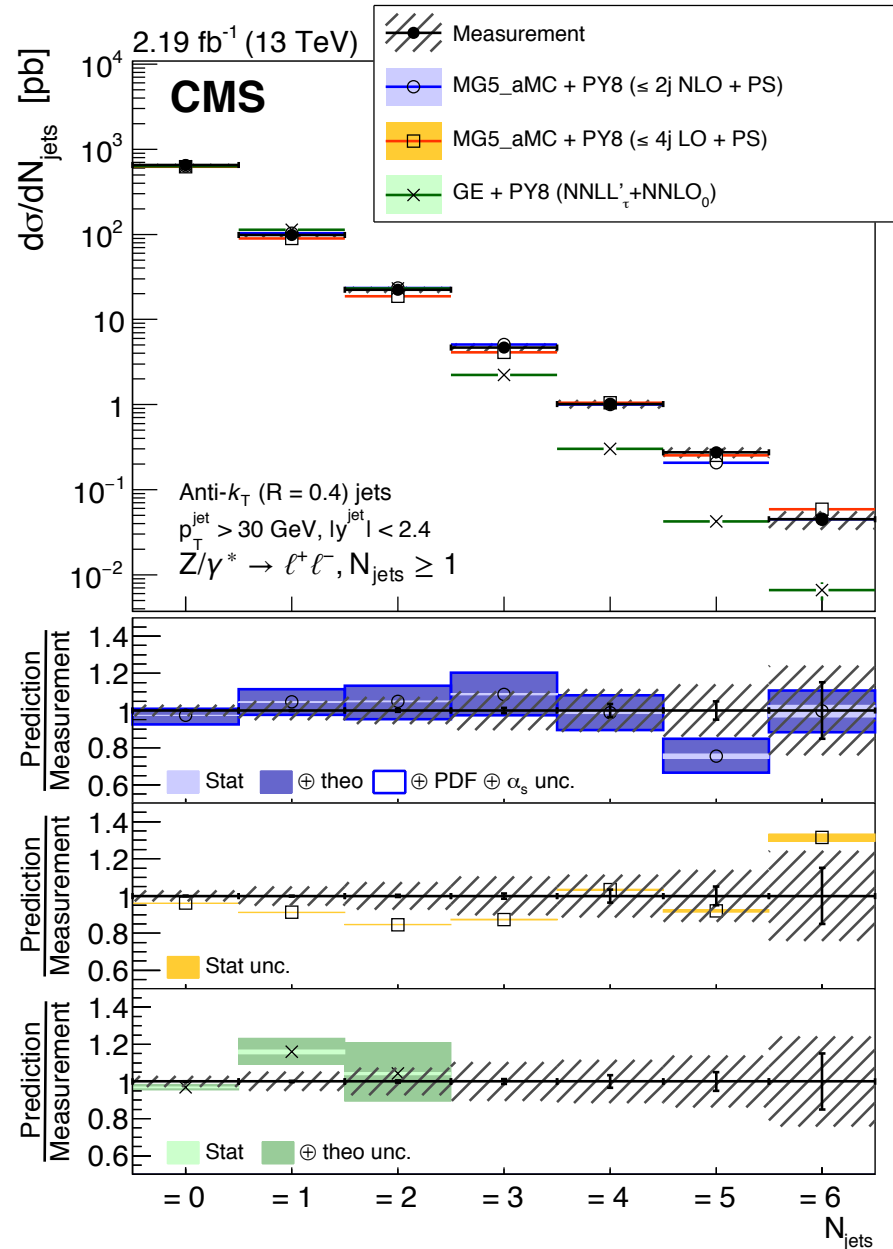 2.19 fb⁻¹ (13 TeV)
CMS
Measurement
MG5_aMC + PY8 (≤ 2j NLO + PS)
MG5_aMC + PY8 (≤ 4j LO + PS)
GE + PY8 (NNLL'_τ+NNLO₀)
dσ/dN_jets [pb]
10⁴
10³
10²
10
1
10⁻¹
10⁻²
Anti-k_T (R = 0.4) jets
p_T^jet > 30 GeV, |y^jet| < 2.4
Z/γ* → ℓ⁺ℓ⁻, N_jets ≥ 1
Prediction
Measurement
1.4
1.2
1
0.8
0.6
Stat ⊕ theo ⊕ PDF ⊕ α_s unc.
Prediction
Measurement
1.4
1.2
1
0.8
0.6
Stat unc.
Prediction
Measurement
1.4
1.2
1
0.8
0.6
Stat ⊕ theo unc.
= 0 = 1 = 2 = 3 = 4 = 5 = 6
N_jets